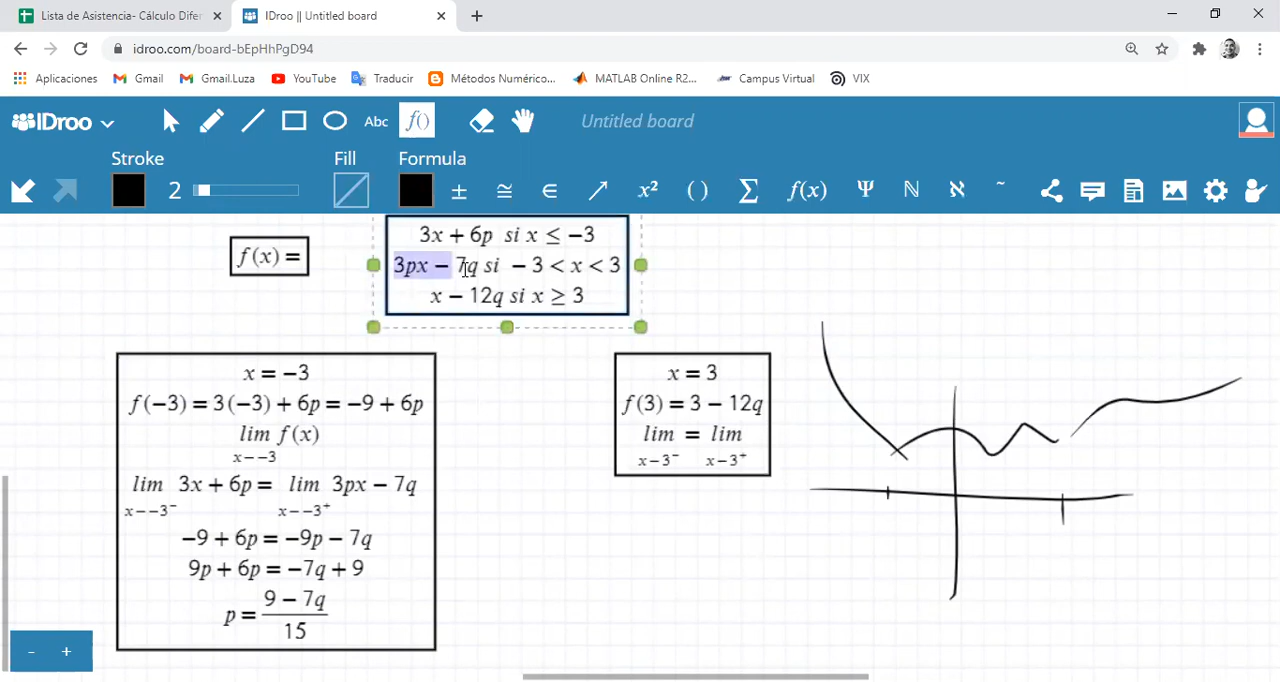 Lista de Asistencia- Cálculo Difer
IDroo || Untitled board
idroo.com/board-bEpHhPgD94
Aplicaciones
Gmail
Gmail.Luza
YouTube
Traducir
Métodos Numérico...
MATLAB Online R2...
Campus Virtual
VIX
IDroo
Abc
f()
Untitled board
Stroke
Fill
Formula
2
± ≅ ∈ x² ( ) Σ f(x) Ψ ℕ ℵ ~
3x + 6p si x ≤ −3
f(x) =
3px − 7q si − 3 < x < 3
x − 12q si x ≥ 3
x = −3
f(−3) = 3(−3) + 6p = −9 + 6p
lim f(x)
x−−3
lim 3x + 6p = lim 3px − 7q
x−−3⁻ x−−3⁺
−9 + 6p = −9p − 7q
9p + 6p = −7q + 9
p = 9 − 7q
15
x = 3
f(3) = 3 − 12q
lim = lim
x−3⁻ x−3⁺
- +